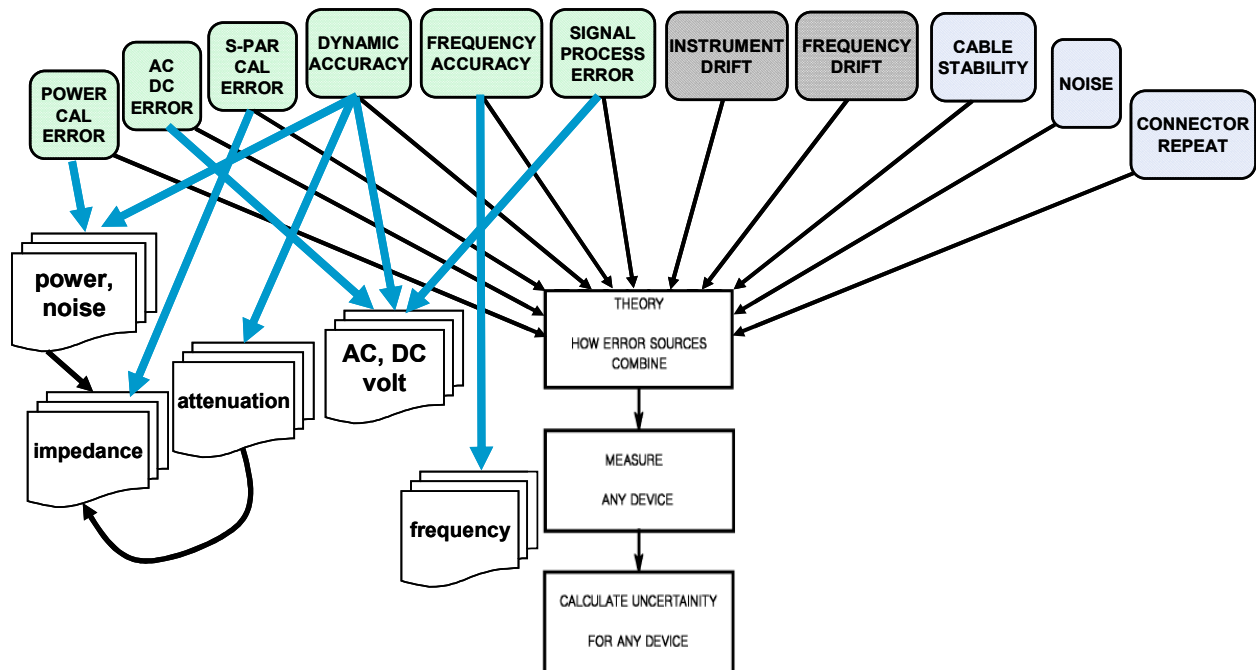 POWER
CAL
ERROR
AC
DC
ERROR
S-PAR
CAL
ERROR
DYNAMIC
ACCURACY
FREQUENCY
ACCURACY
SIGNAL
PROCESS
ERROR
INSTRUMENT
DRIFT
FREQUENCY
DRIFT
CABLE
STABILITY
NOISE
CONNECTOR
REPEAT
power,
noise
impedance
attenuation
AC, DC
volt
frequency
THEORY
HOW ERROR SOURCES
COMBINE
MEASURE
ANY DEVICE
CALCULATE UNCERTAINITY
FOR ANY DEVICE